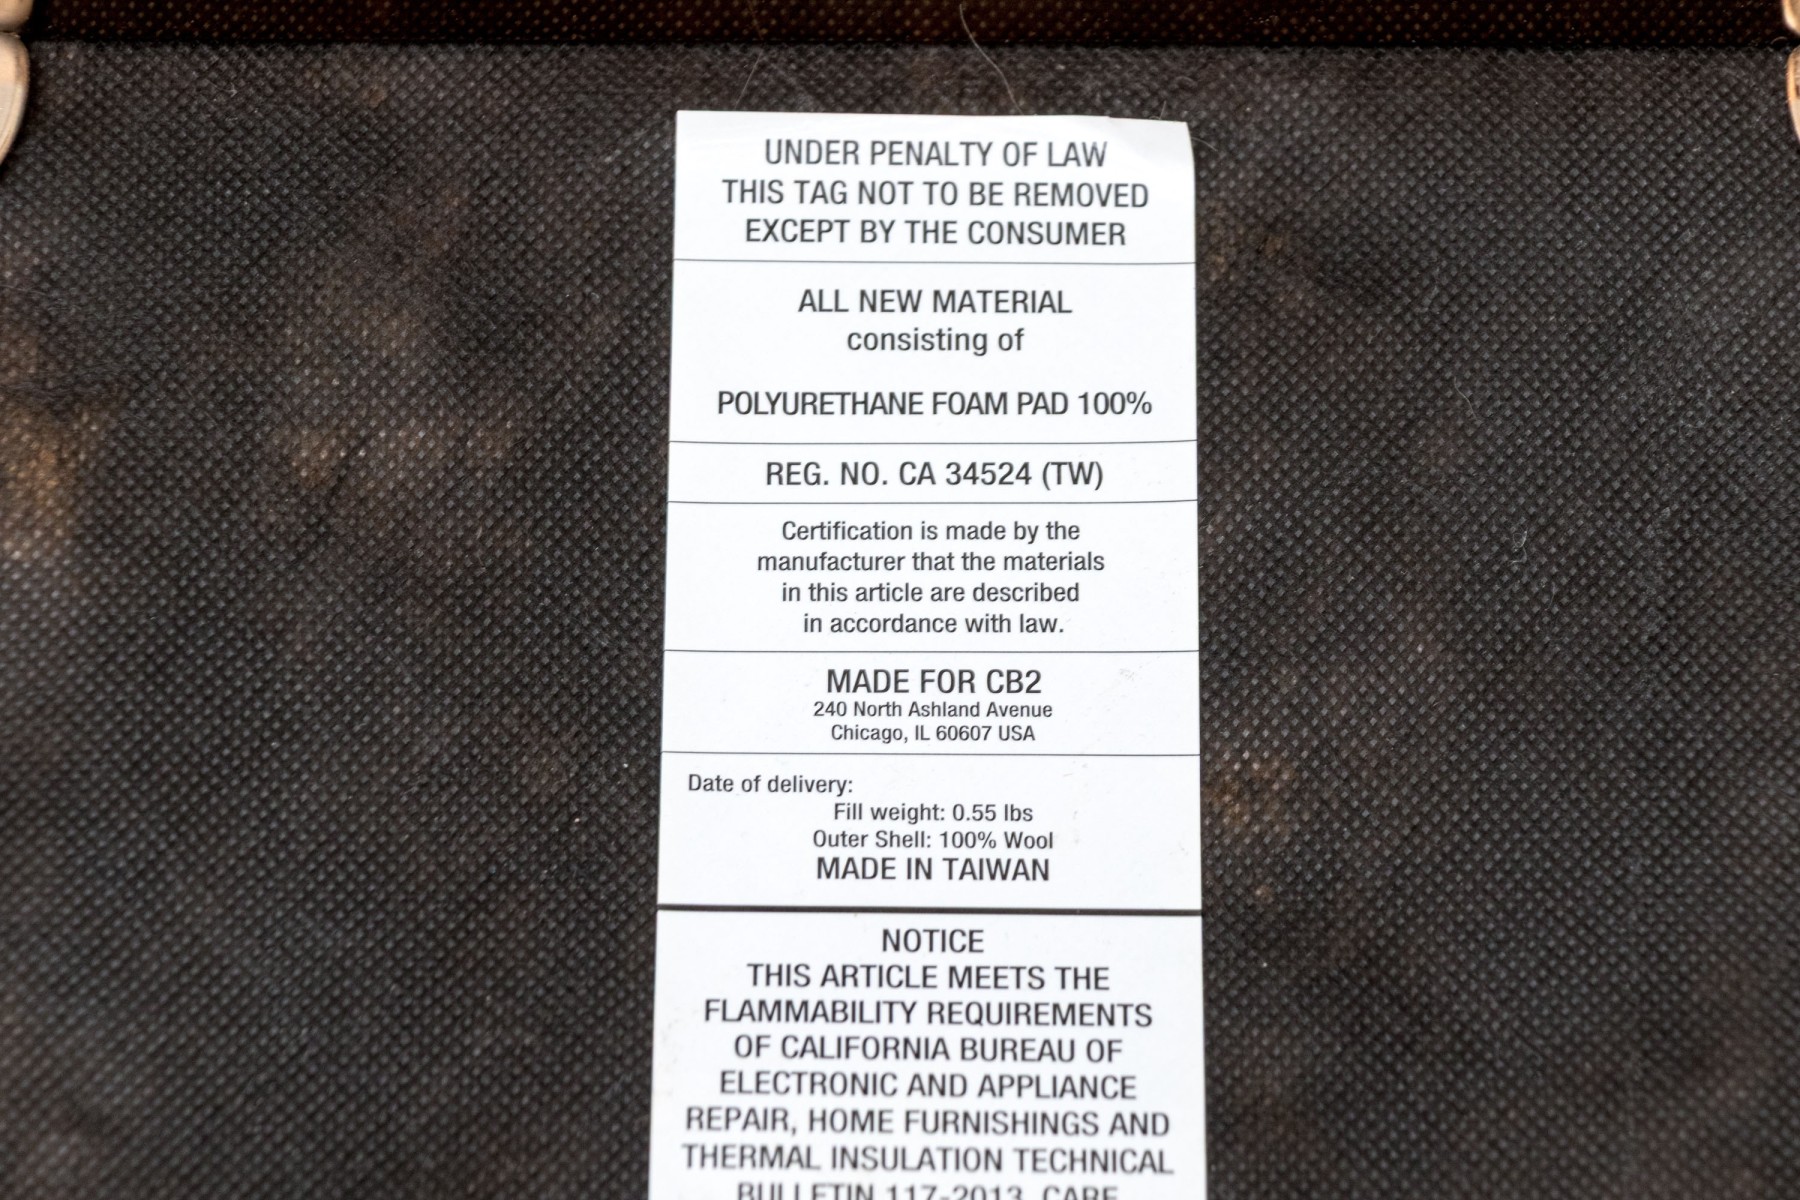 UNDER PENALTY OF LAW
THIS TAG NOT TO BE REMOVED
EXCEPT BY THE CONSUMER
ALL NEW MATERIAL
consisting of
POLYURETHANE FOAM PAD 100%
REG. NO. CA 34524 (TW)
Certification is made by the
manufacturer that the materials
in this article are described
in accordance with law.
MADE FOR CB2
240 North Ashland Avenue
Chicago, IL 60607 USA
Date of delivery:
Fill weight: 0.55 lbs
Outer Shell: 100% Wool
MADE IN TAIWAN
NOTICE
THIS ARTICLE MEETS THE
FLAMMABILITY REQUIREMENTS
OF CALIFORNIA BUREAU OF
ELECTRONIC AND APPLIANCE
REPAIR, HOME FURNISHINGS AND
THERMAL INSULATION TECHNICAL
BULLETIN 117-2013. CARE